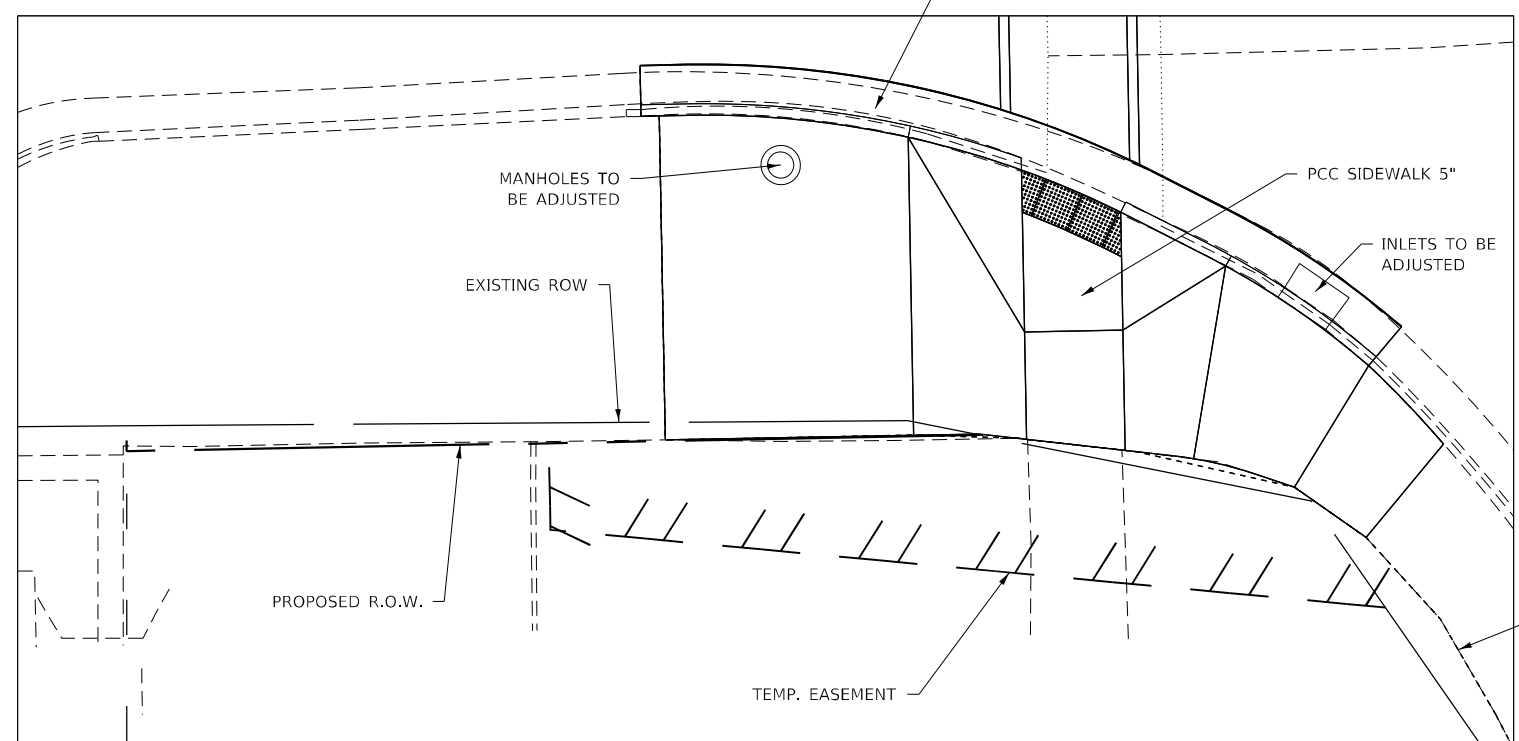 MANHOLES TO
BE ADJUSTED
PCC SIDEWALK 5"
INLETS TO BE
ADJUSTED
EXISTING ROW
PROPOSED R.O.W.
TEMP. EASEMENT